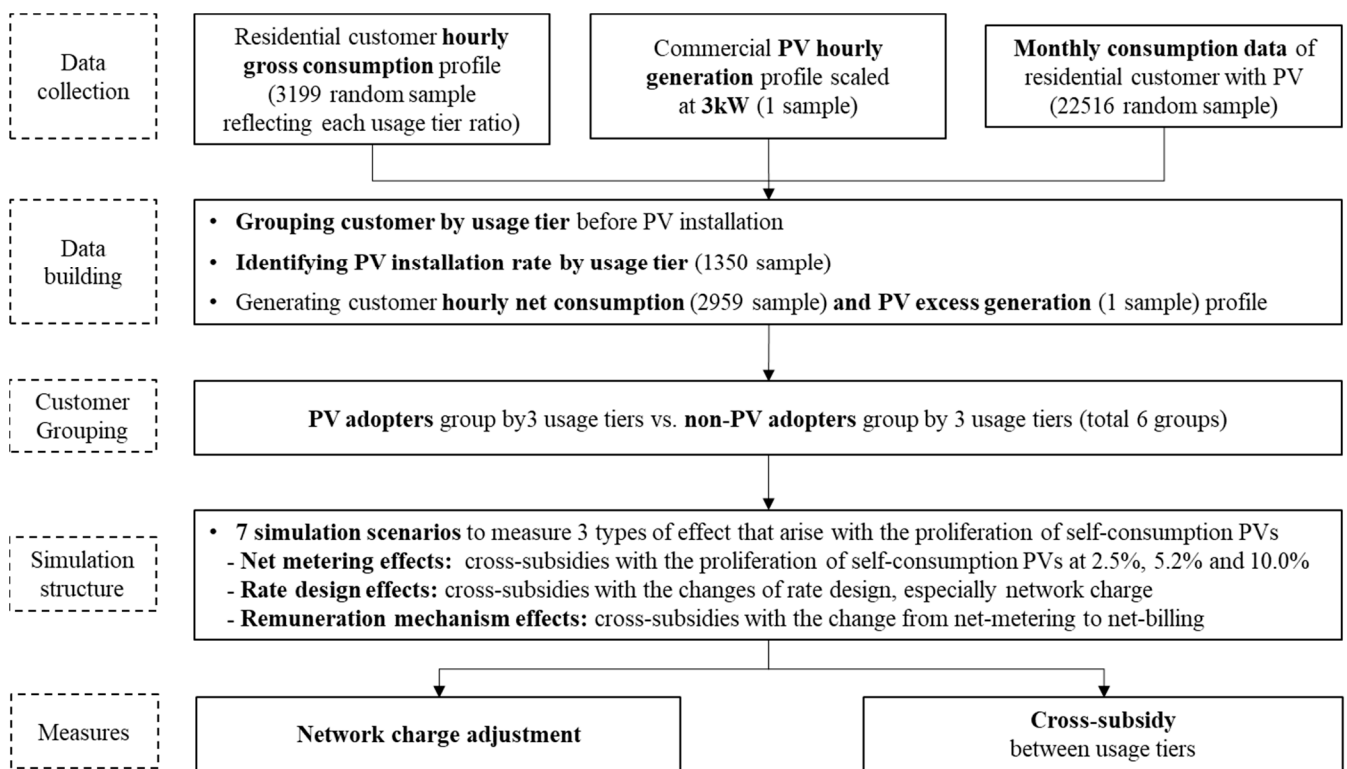 Data
collection
Residential customer hourly
gross consumption profile
(3199 random sample
reflecting each usage tier ratio)
Commercial PV hourly
generation profile scaled
at 3kW (1 sample)
Monthly consumption data of
residential customer with PV
(22516 random sample)
Data
building
• Grouping customer by usage tier before PV installation
• Identifying PV installation rate by usage tier (1350 sample)
• Generating customer hourly net consumption (2959 sample) and PV excess generation (1 sample) profile
Customer
Grouping
PV adopters group by3 usage tiers vs. non-PV adopters group by 3 usage tiers (total 6 groups)
Simulation
structure
• 7 simulation scenarios to measure 3 types of effect that arise with the proliferation of self-consumption PVs
- Net metering effects: cross-subsidies with the proliferation of self-consumption PVs at 2.5%, 5.2% and 10.0%
- Rate design effects: cross-subsidies with the changes of rate design, especially network charge
- Remuneration mechanism effects: cross-subsidies with the change from net-metering to net-billing
Measures
Network charge adjustment
Cross-subsidy
between usage tiers